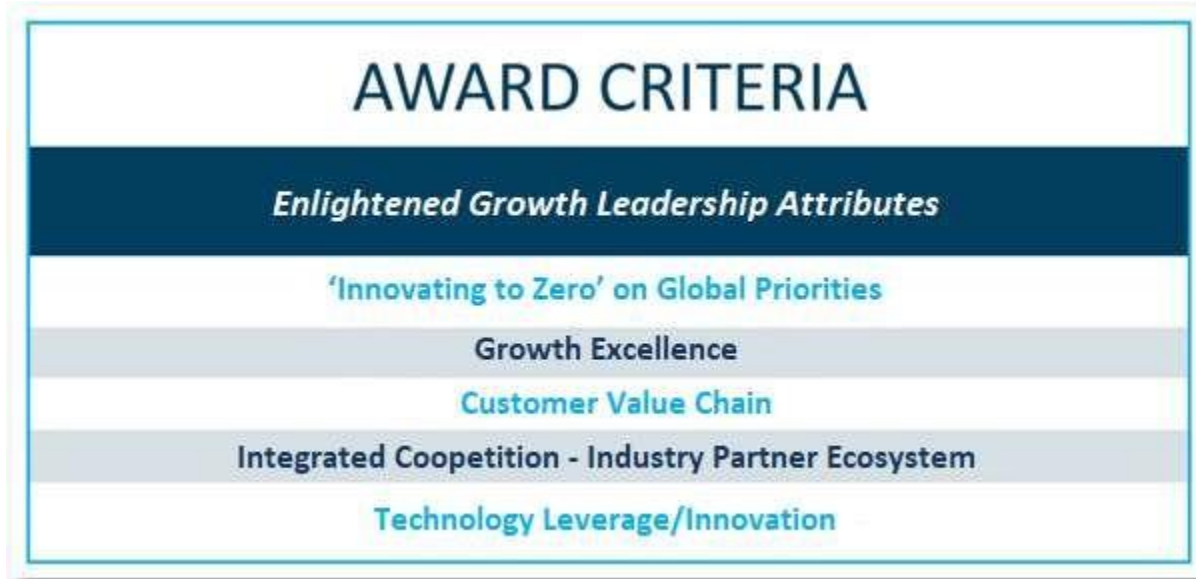 AWARD CRITERIA
Enlightened Growth Leadership Attributes
‘Innovating to Zero’ on Global Priorities
Growth Excellence
Customer Value Chain
Integrated Coopetition - Industry Partner Ecosystem
Technology Leverage/Innovation